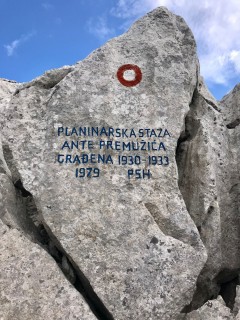 PLANINARSKA STAZA
ANTE PREMUŽIĆA
GRAĐENA 1930-1933
1979 PSH